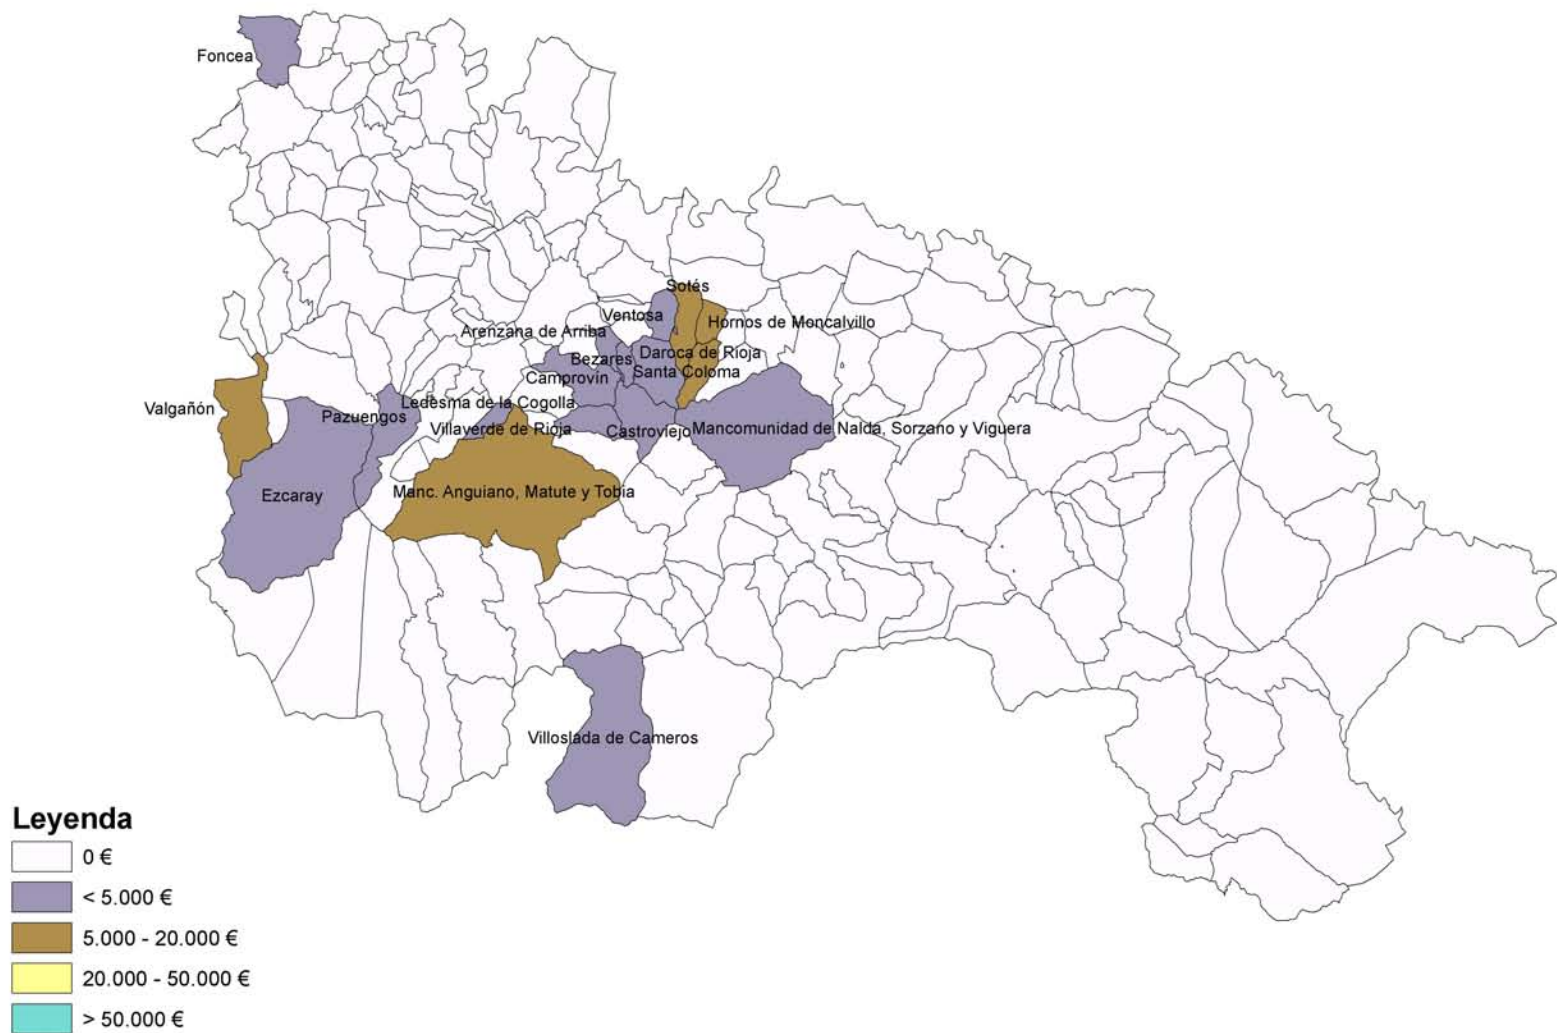 Foncea
Sotés
Ventosa
Hornos de Moncalvillo
Arenzana de Arriba
Bezares
Daroca de Rioja
Santa Coloma
Camprovín
Ledesma de la Cogolla
Valgañón
Pazuengos
Villaverde de Rioja
Castroviejo
Mancomunidad de Nalda, Sorzano y Viguera
Ezcaray
Manc. Anguiano, Matute y Tobía
Villoslada de Cameros
Leyenda
0 €
< 5.000 €
5.000 - 20.000 €
20.000 - 50.000 €
> 50.000 €